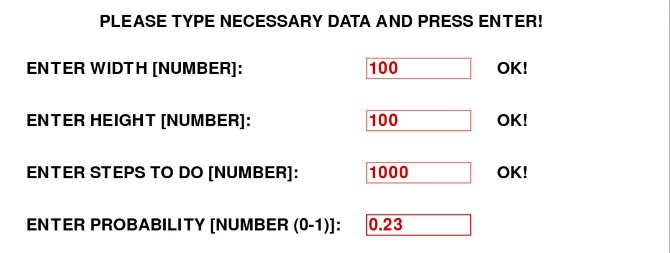 PLEASE TYPE NECESSARY DATA AND PRESS ENTER!
ENTER WIDTH [NUMBER]: 100 OK!
ENTER HEIGHT [NUMBER]: 100 OK!
ENTER STEPS TO DO [NUMBER]: 1000 OK!
ENTER PROBABILITY [NUMBER (0-1)]: 0.23